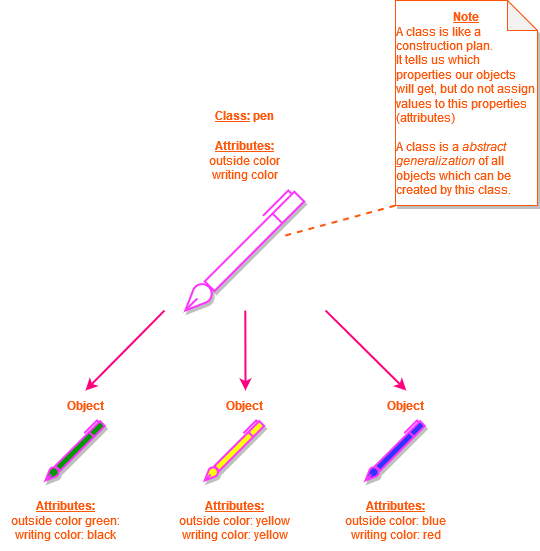 Note
A class is like a
construction plan.
It tells us which
properties our objects
will get, but do not assign
values to this properties
(attributes)
A class is a abstract
generalization of all
objects which can be
created by this class.
Class: pen
Attributes:
outside color
writing color
Object
Object
Object
Attributes:
outside color green:
writing color: black
Attributes:
outside color: yellow
writing color: yellow
Attributes:
outside color: blue
writing color: red